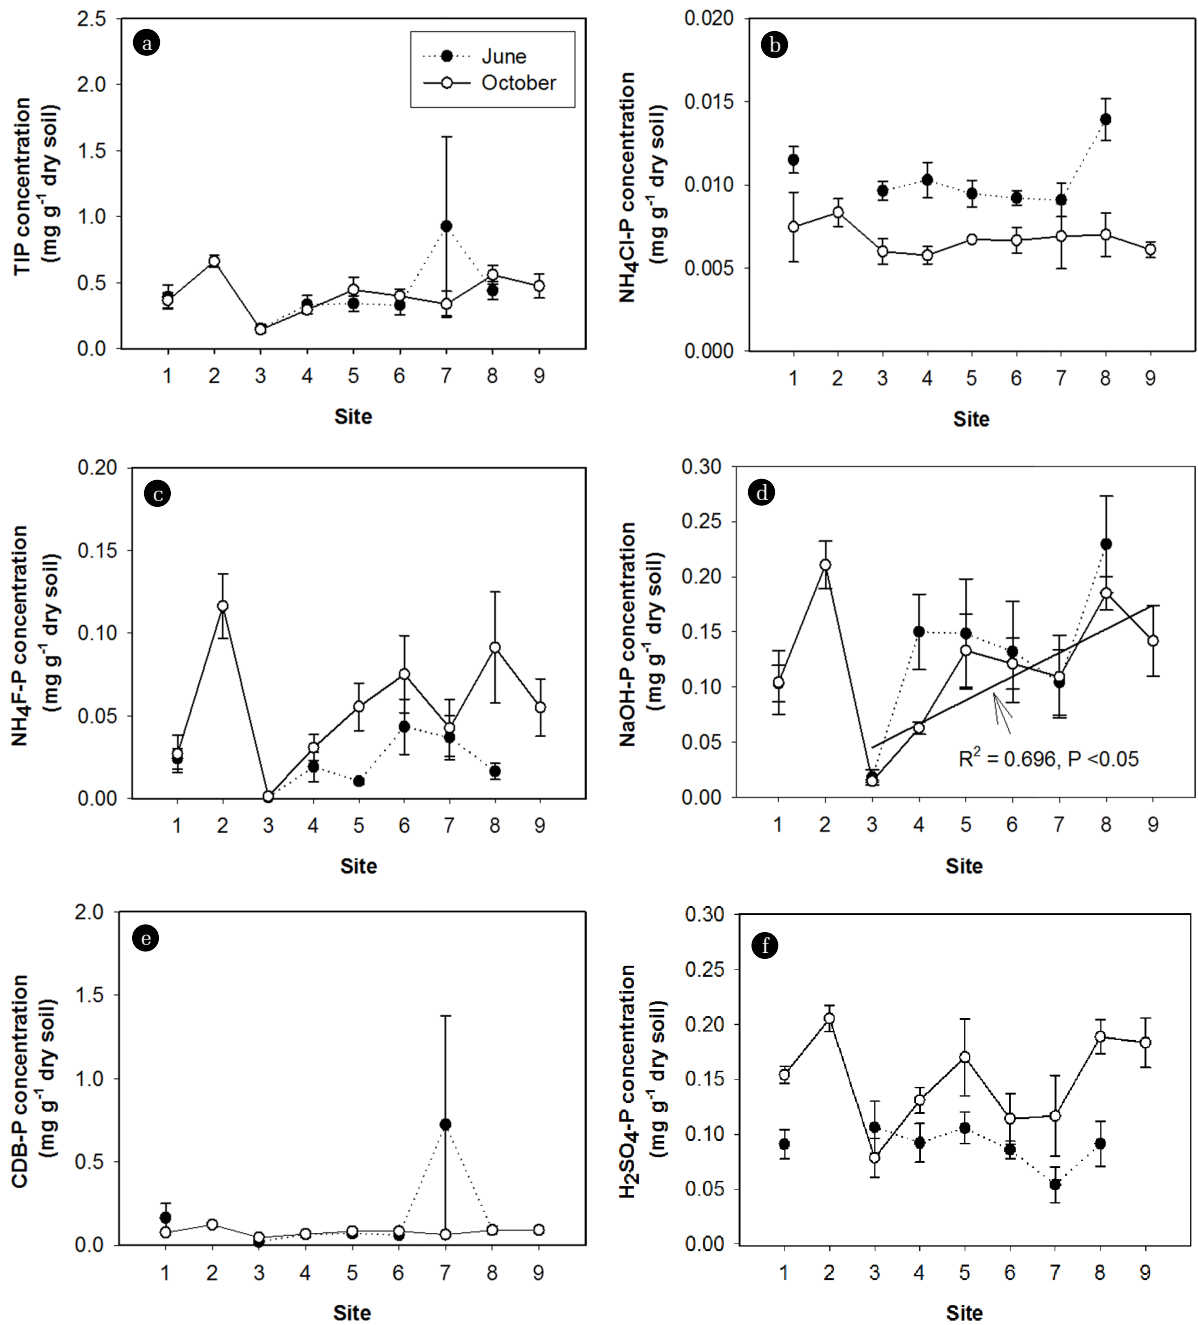 a
June
October
2.5
2.0
1.5
1.0
0.5
0.0
TIP concentration
(mg g⁻¹ dry soil)
1 2 3 4 5 6 7 8 9
Site
b
0.020
0.015
0.010
0.005
0.000
NH4Cl-P concentration
(mg g⁻¹ dry soil)
1 2 3 4 5 6 7 8 9
Site
c
0.20
0.15
0.10
0.05
0.00
NH4F-P concentration
(mg g⁻¹ dry soil)
1 2 3 4 5 6 7 8 9
Site
d
0.30
0.25
0.20
0.15
0.10
0.05
0.00
NaOH-P concentration
(mg g⁻¹ dry soil)
R² = 0.696, P <0.05
1 2 3 4 5 6 7 8 9
Site
e
2.0
1.5
1.0
0.5
0.0
CDB-P concentration
(mg g⁻¹ dry soil)
1 2 3 4 5 6 7 8 9
Site
f
0.30
0.25
0.20
0.15
0.10
0.05
0.00
H2SO4-P concentration
(mg g⁻¹ dry soil)
1 2 3 4 5 6 7 8 9
Site